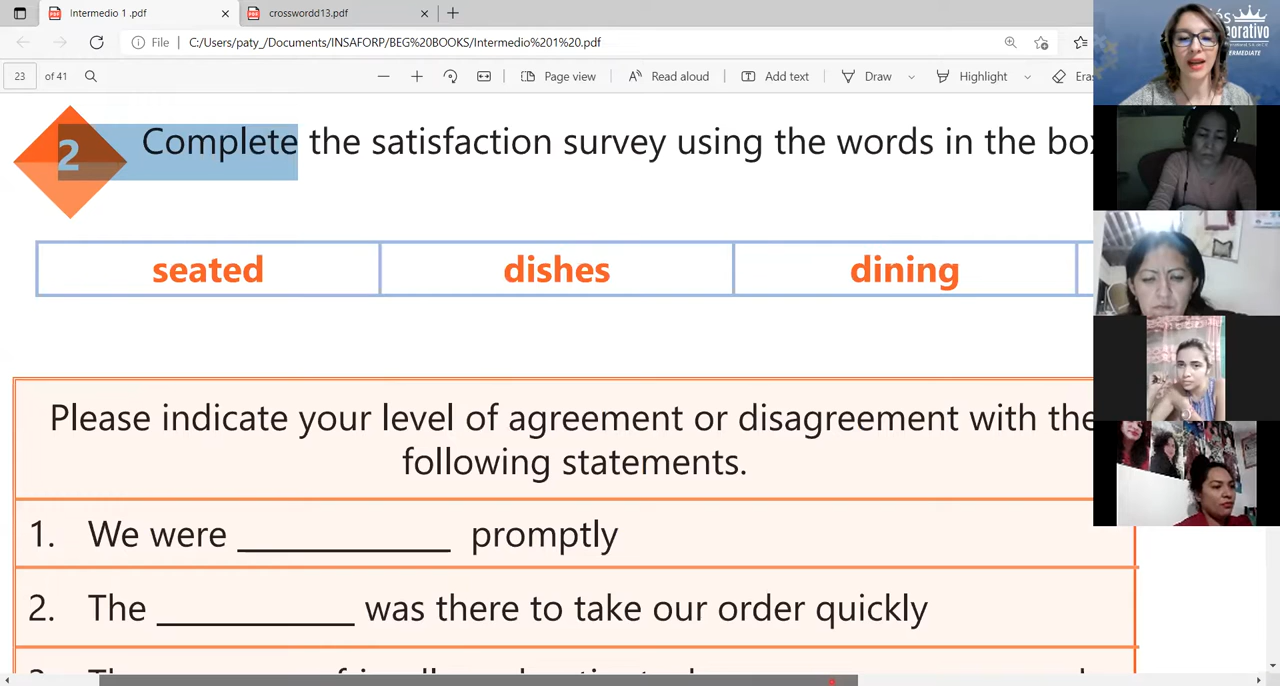 Intermedio 1 .pdf
crosswordd13.pdf
File | C:/Users/paty_/Documents/INSAFORP/BEG%20BOOKS/Intermedio%201%20.pdf
23 of 41
Page view
Read aloud
Add text
Draw
Highlight
2 Complete the satisfaction survey using the words in the
seated dishes dining
Please indicate your level of agreement or disagreement with the
following statements.
1. We were ____________ promptly
2. The ___________ was there to take our order quickly